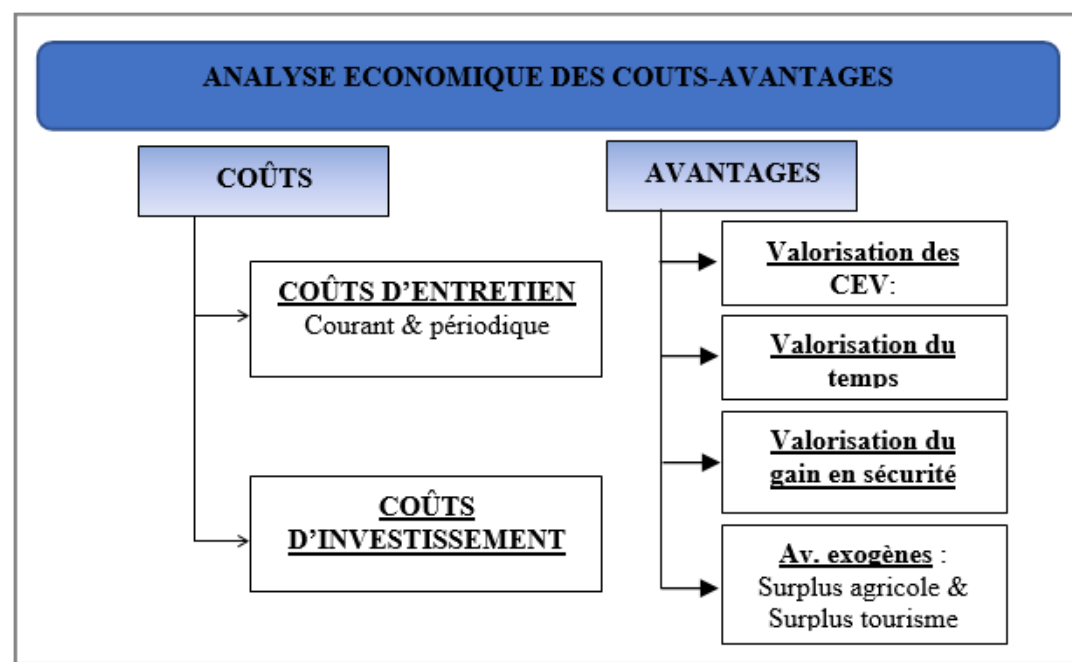 ANALYSE ECONOMIQUE DES COUTS-AVANTAGES
COÛTS
COÛTS D’ENTRETIEN
Courant & périodique
COÛTS
D’INVESTISSEMENT
AVANTAGES
Valorisation des
CEV:
Valorisation du
temps
Valorisation du
gain en sécurité
Av. exogènes :
Surplus agricole &
Surplus tourisme